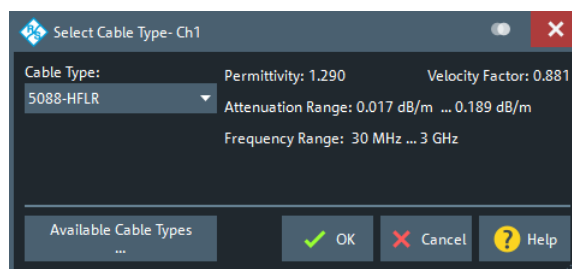 Select Cable Type- Ch1
Cable Type:
5088-HFLR
Permittivity: 1.290 Velocity Factor: 0.881
Attenuation Range: 0.017 dB/m ... 0.189 dB/m
Frequency Range: 30 MHz ... 3 GHz
Available Cable Types
...
OK
Cancel
? Help